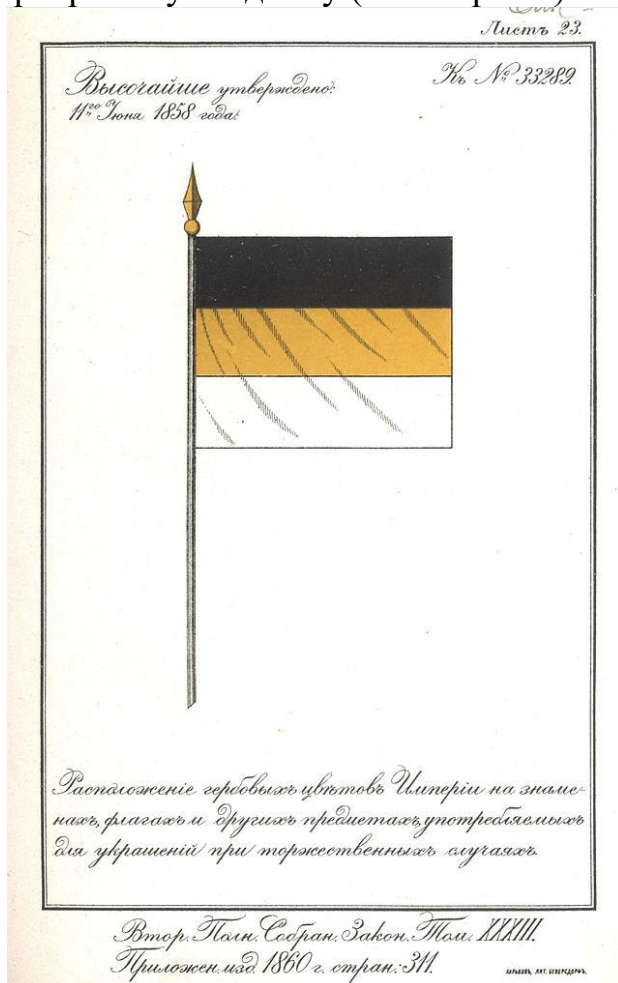 Листъ 23.
Высочайше утверждено:
Къ № 33289.
11го Іюня 1858 года:
Расположеніе гербовыхъ цвѣтовъ Имперіи на знаме-
нахъ, флагахъ и другихъ предметахъ, употребляемыхъ
для украшеній при торжественныхъ случаяхъ.
Втор. Полн. Собран. Закон. Том. XXXIII.
Приложен. изд. 1860 г. стран: 311.